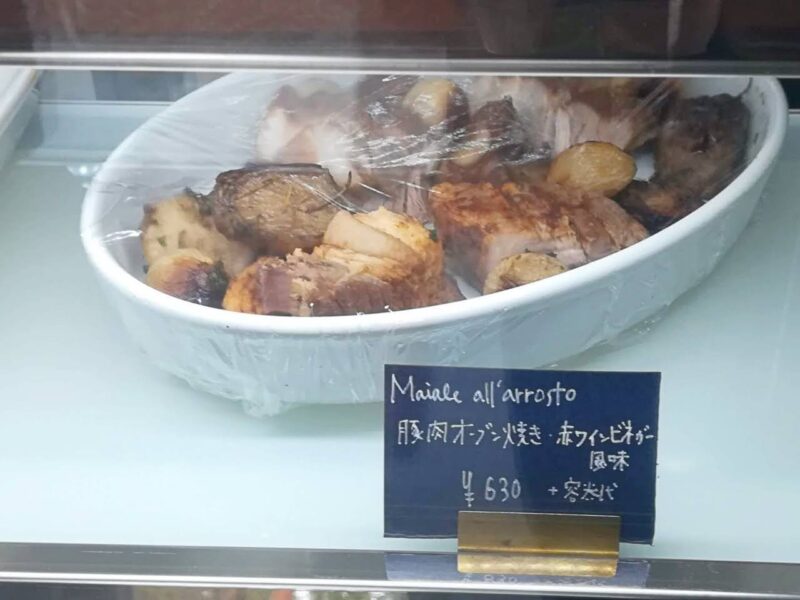 Maiale all'arrosto
豚肉オーブン焼き・赤ワインビネガー
風味
¥630 +容器代